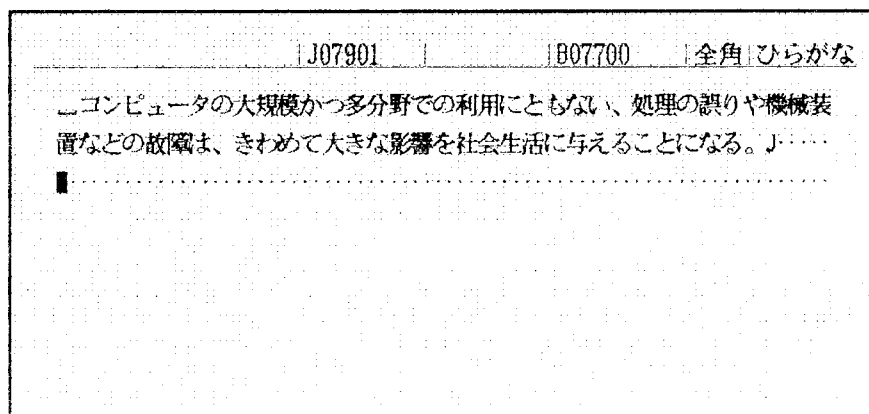 J07901 B07700 全角 ひらがな
コンピュータの大規模かつ多分野での利用にともない、処理の誤りや機械装
置などの故障は、きわめて大きな影響を社会生活に与えることになる。